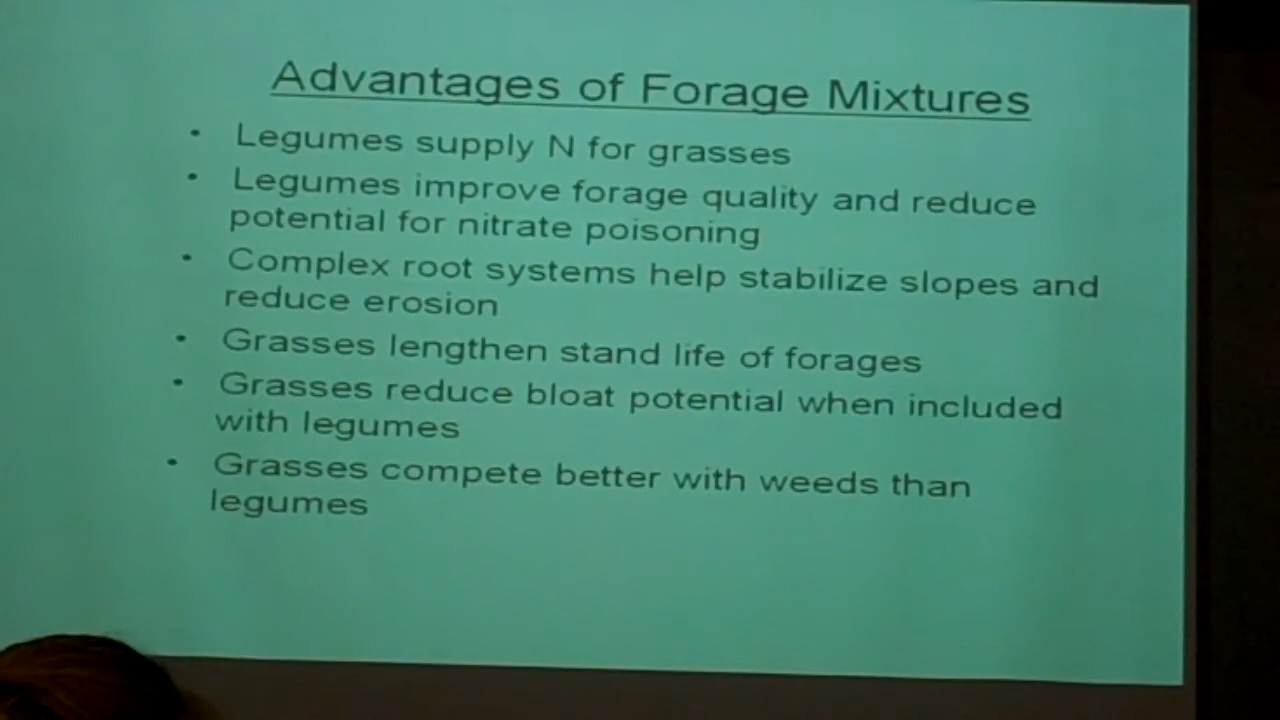 Advantages of Forage Mixtures
• Legumes supply N for grasses
• Legumes improve forage quality and reduce
potential for nitrate poisoning
• Complex root systems help stabilize slopes and
reduce erosion
• Grasses lengthen stand life of forages
• Grasses reduce bloat potential when included
with legumes
• Grasses compete better with weeds than
legumes